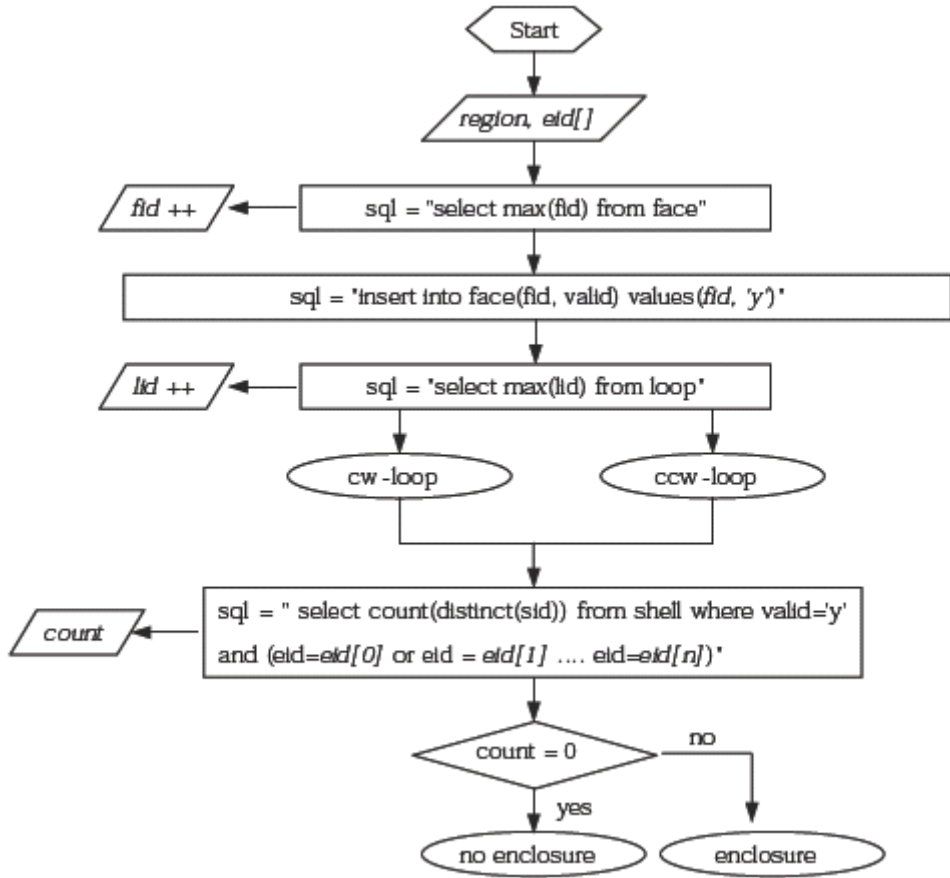 Start
region, eid[]
fid ++
sql = "select max(fid) from face"
sql = "insert into face(fid, valid) values(fid, 'y')"
lid ++
sql = "select max(lid) from loop"
cw-loop
ccw-loop
sql = " select count(distinct(sid)) from shell where valid='y'
and (eid=eid[0] or eid = eid[1] .... eid=eid[n])"
count
count = 0
no
yes
no enclosure
enclosure